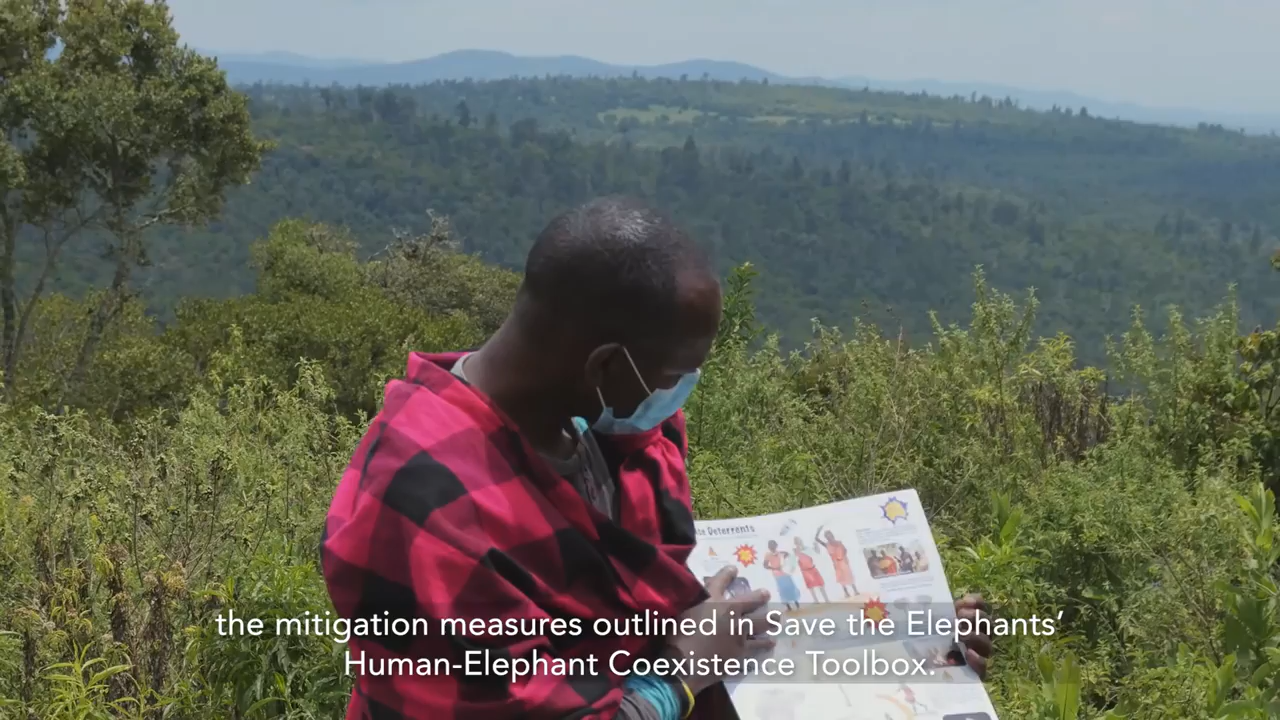 Deterrents
the mitigation measures outlined in Save the Elephants'
Human-Elephant Coexistence Toolbox.